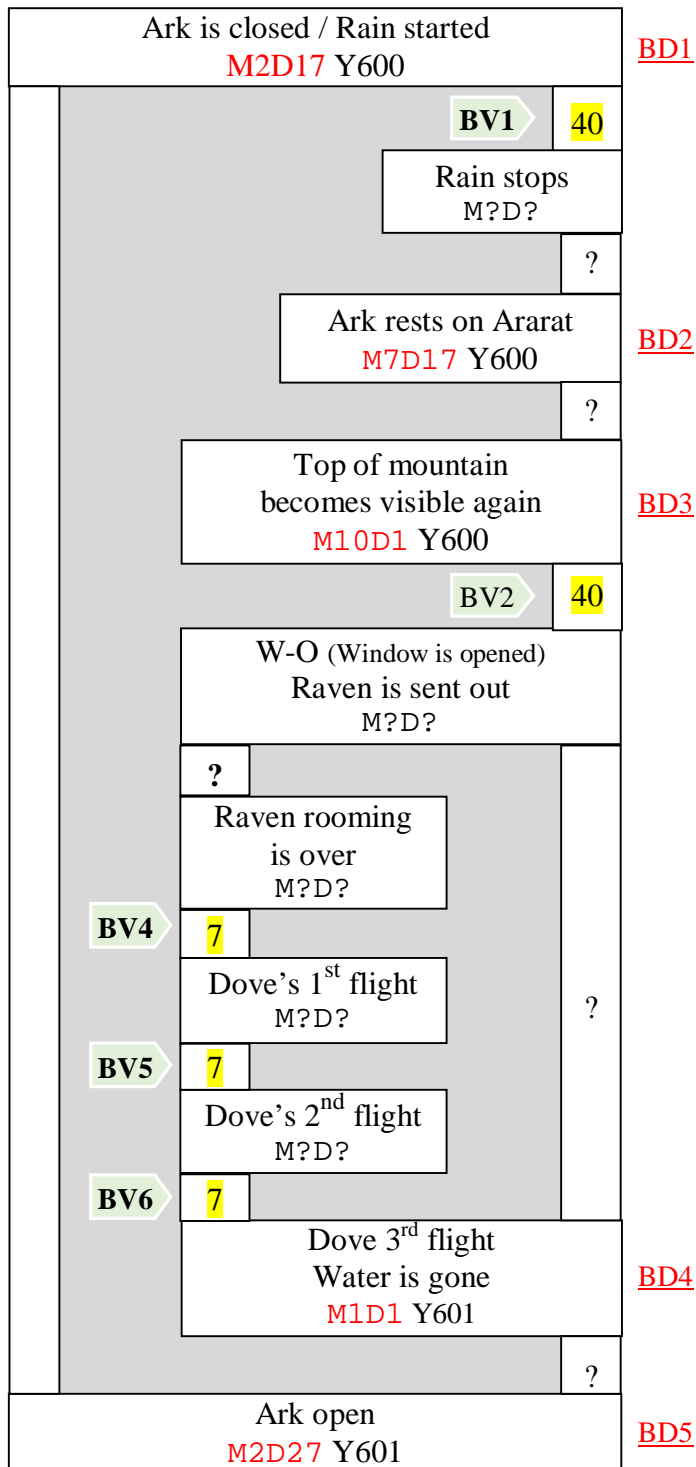 Ark is closed / Rain started
M2D17 Y600
BD1
BV1
40
Rain stops
M?D?
?
Ark rests on Ararat
M7D17 Y600
BD2
?
Top of mountain
becomes visible again
M10D1 Y600
BD3
BV2
40
W-O (Window is opened)
Raven is sent out
M?D?
?
Raven rooming
is over
M?D?
BV4
7
Dove's 1st flight
M?D?
?
BV5
7
Dove's 2nd flight
M?D?
BV6
7
Dove 3rd flight
Water is gone
M1D1 Y601
BD4
?
Ark open
M2D27 Y601
BD5